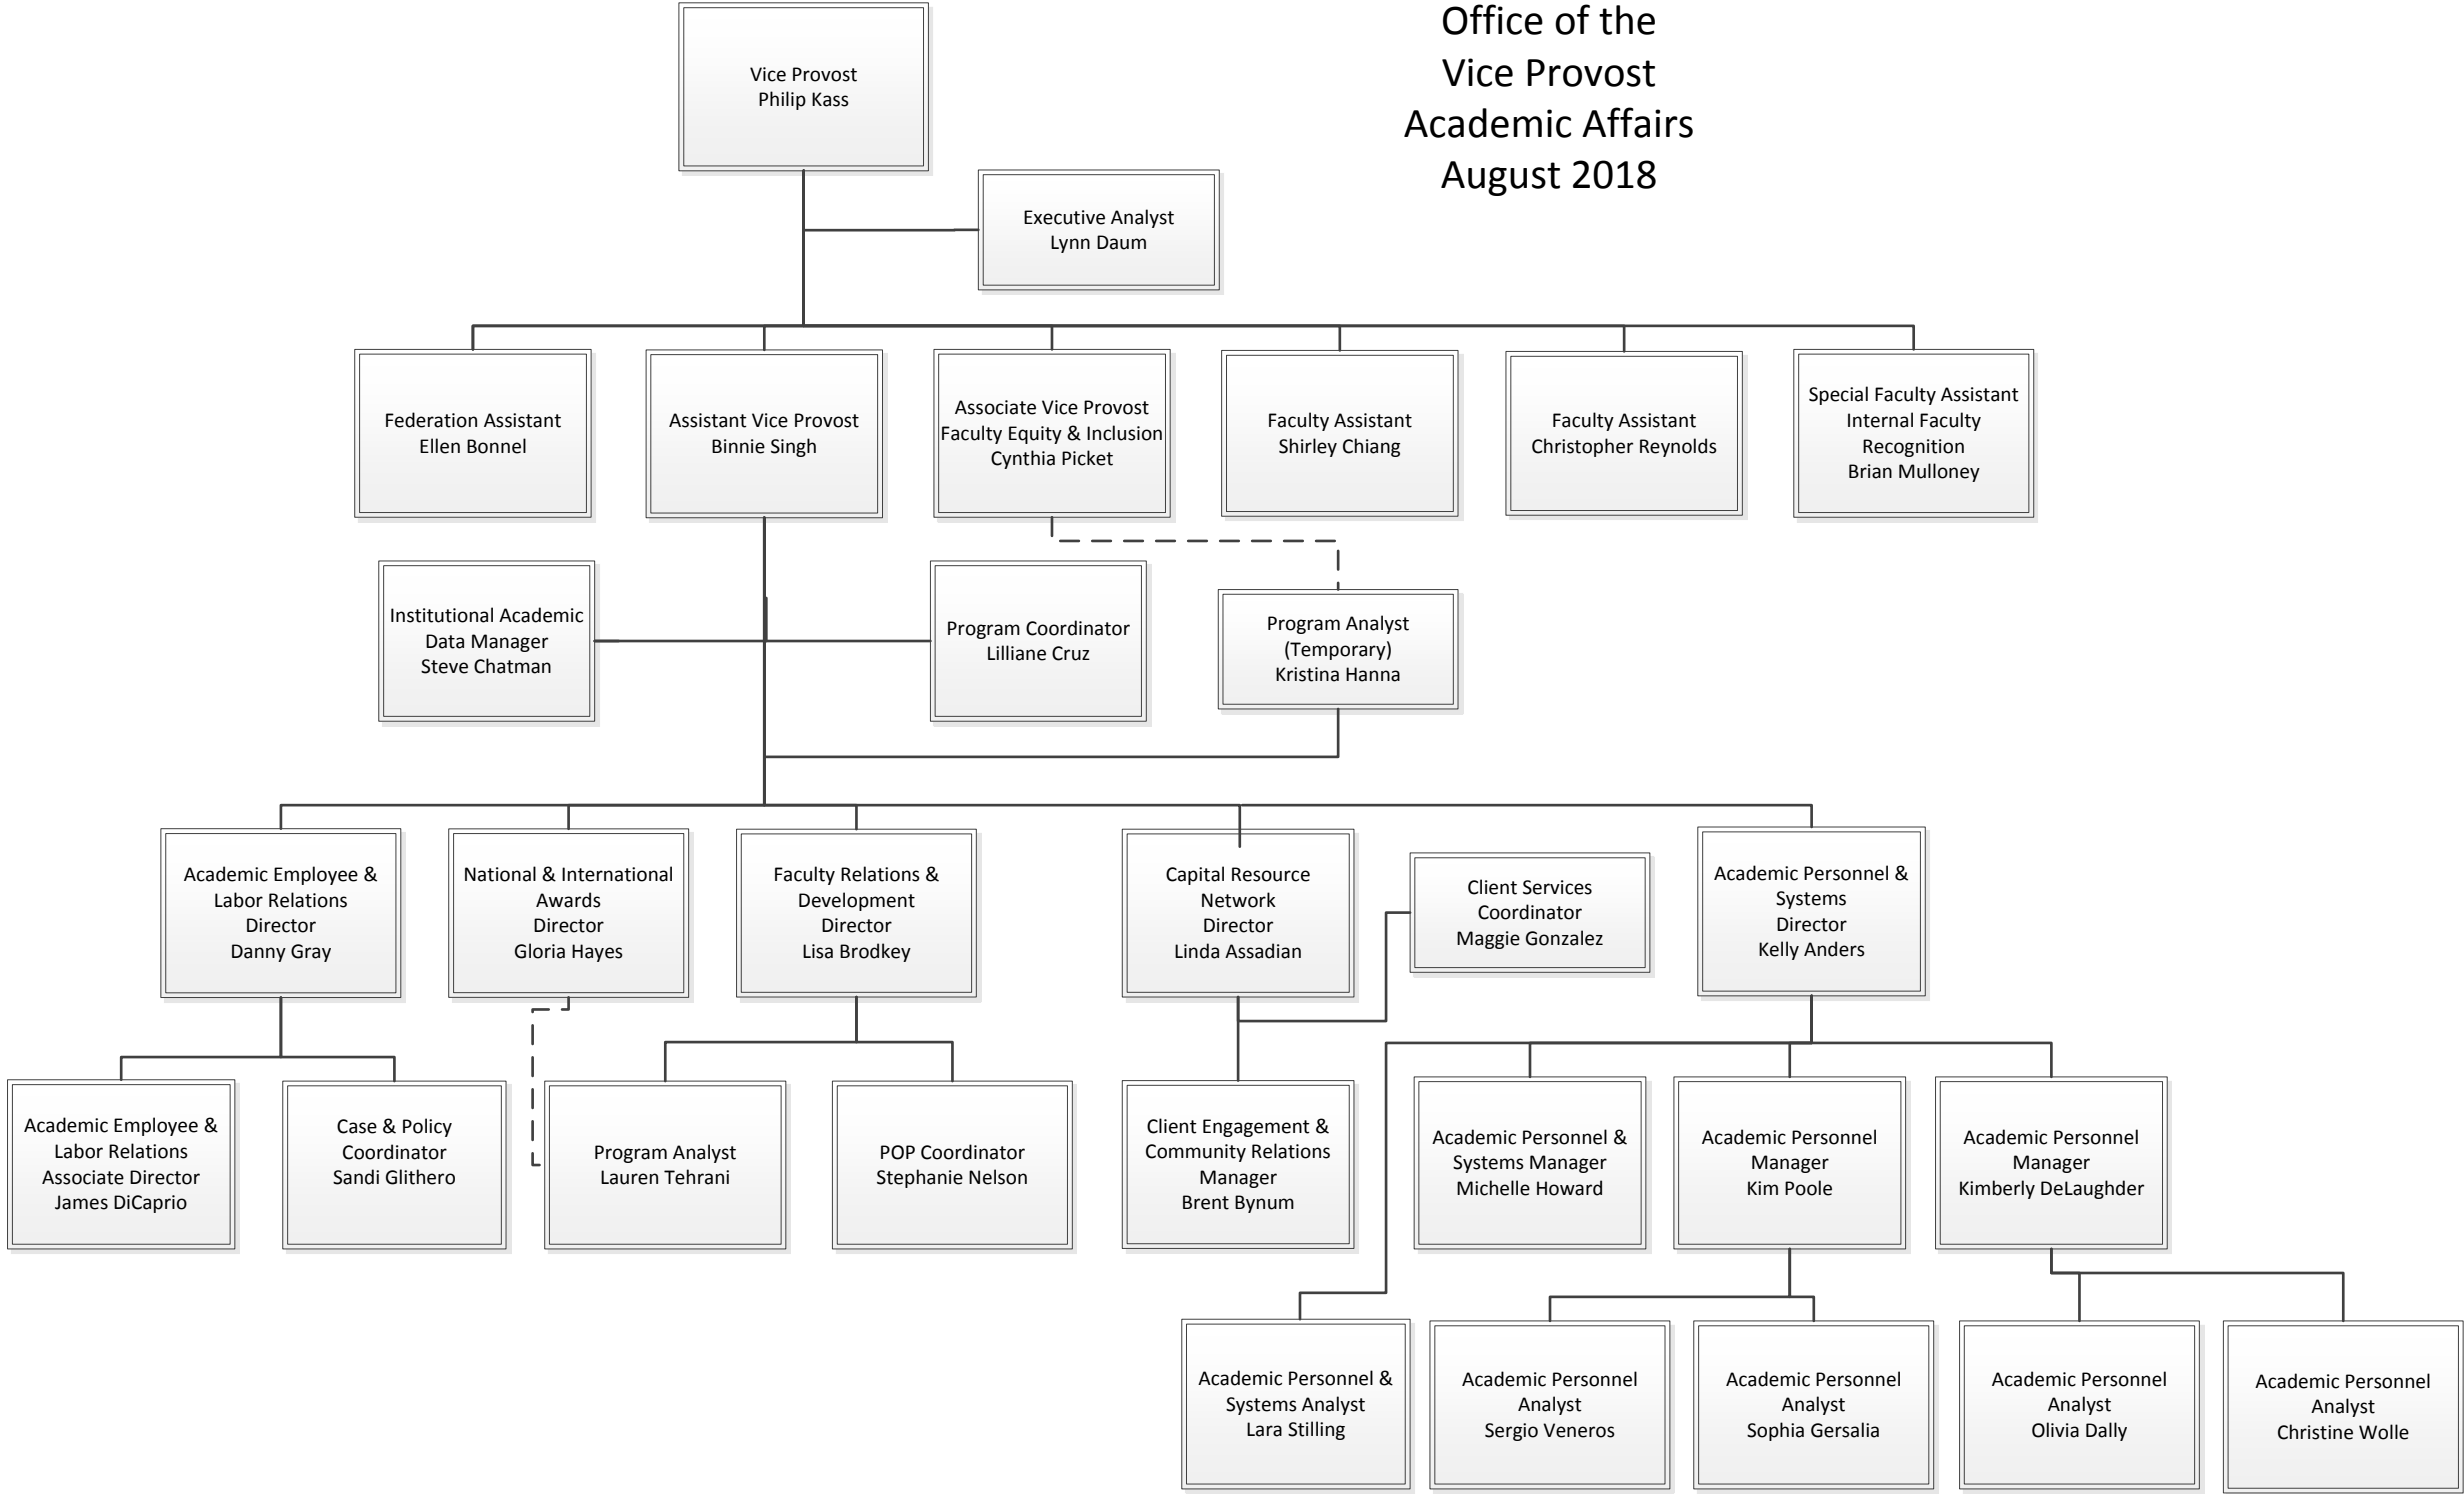 Office of the
Vice Provost
Academic Affairs
August 2018
Vice Provost
Philip Kass
Executive Analyst
Lynn Daum
Federation Assistant
Ellen Bonnel
Assistant Vice Provost
Binnie Singh
Associate Vice Provost
Faculty Equity & Inclusion
Cynthia Picket
Faculty Assistant
Shirley Chiang
Faculty Assistant
Christopher Reynolds
Special Faculty Assistant
Internal Faculty
Recognition
Brian Mulloney
Institutional Academic
Data Manager
Steve Chatman
Program Coordinator
Lilliane Cruz
Program Analyst
(Temporary)
Kristina Hanna
Academic Employee &
Labor Relations
Director
Danny Gray
National & International
Awards
Director
Gloria Hayes
Faculty Relations &
Development
Director
Lisa Brodkey
Capital Resource
Network
Director
Linda Assadian
Client Services
Coordinator
Maggie Gonzalez
Academic Personnel &
Systems
Director
Kelly Anders
Academic Employee &
Labor Relations
Associate Director
James DiCaprio
Case & Policy
Coordinator
Sandi Glithero
Program Analyst
Lauren Tehrani
POP Coordinator
Stephanie Nelson
Client Engagement &
Community Relations
Manager
Brent Bynum
Academic Personnel &
Systems Manager
Michelle Howard
Academic Personnel
Manager
Kim Poole
Academic Personnel
Manager
Kimberly DeLaughder
Academic Personnel &
Systems Analyst
Lara Stilling
Academic Personnel
Analyst
Sergio Veneros
Academic Personnel
Analyst
Sophia Gersalia
Academic Personnel
Analyst
Olivia Dally
Academic Personnel
Analyst
Christine Wolle